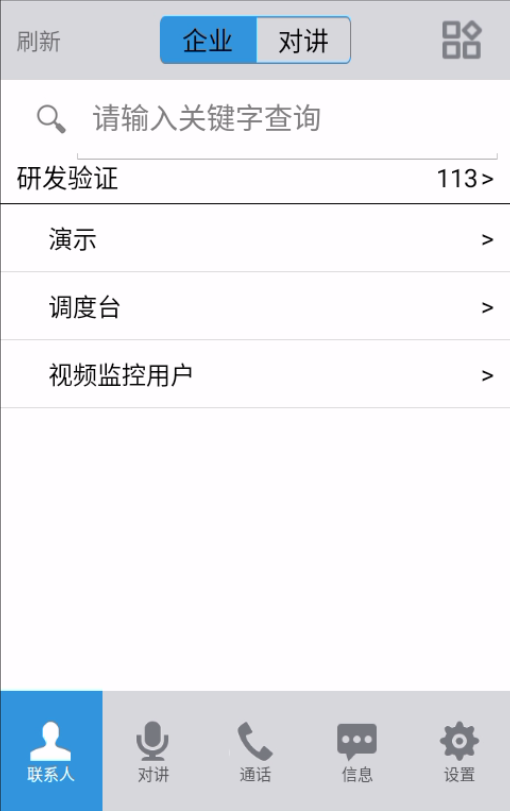 刷新 企业 对讲
请输入关键字查询
研发验证 113>
演示 >
调度台 >
视频监控用户 >
联系人 对讲 通话 信息 设置